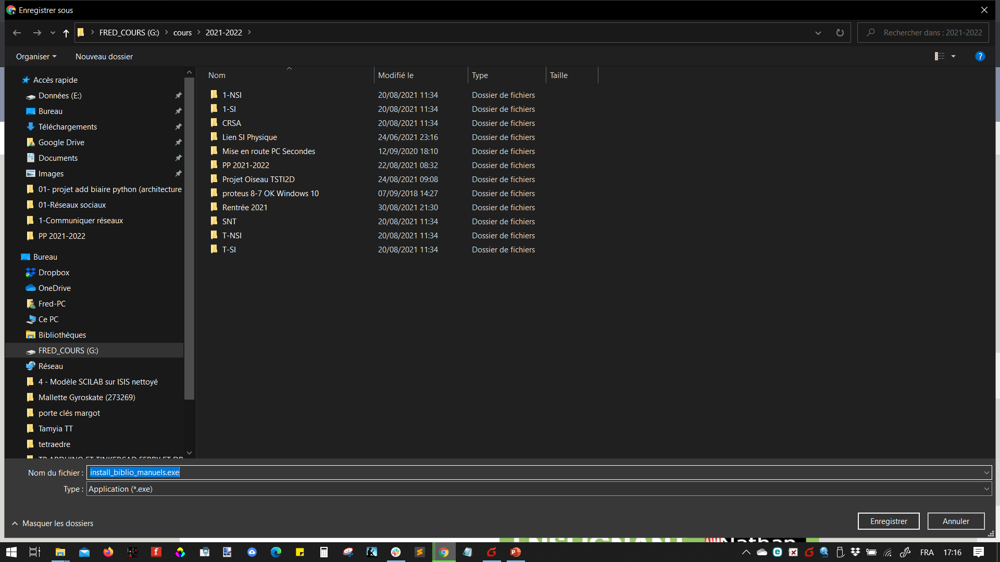 Enregistrer sous
FRED_COURS (G:) > cours > 2021-2022 >
Rechercher dans : 2021-2022
Organiser
Nouveau dossier
Accès rapide
Données (E:)
Bureau
Téléchargements
Google Drive
Documents
Images
01- projet add biaire python (architecture
01-Réseaux sociaux
1-Communiquer réseaux
PP 2021-2022
Bureau
Dropbox
OneDrive
Fred-PC
Ce PC
Bibliothèques
FRED_COURS (G:)
Réseau
4 - Modèle SCILAB sur ISIS nettoyé
Mallette Gyroskate (273269)
porte clés margot
Tamyia TT
tetraedre
Nom Modifié le Type Taille
1-NSI 20/08/2021 11:34 Dossier de fichiers
1-SI 20/08/2021 11:34 Dossier de fichiers
CRSA 20/08/2021 11:34 Dossier de fichiers
Lien SI Physique 24/06/2021 23:16 Dossier de fichiers
Mise en route PC Secondes 12/09/2020 18:10 Dossier de fichiers
PP 2021-2022 22/08/2021 08:32 Dossier de fichiers
Projet Oiseau TSTI2D 24/08/2021 09:08 Dossier de fichiers
proteus 8-7 OK Windows 10 07/09/2018 14:27 Dossier de fichiers
Rentrée 2021 30/08/2021 21:30 Dossier de fichiers
SNT 20/08/2021 11:34 Dossier de fichiers
T-NSI 20/08/2021 11:34 Dossier de fichiers
T-SI 20/08/2021 11:34 Dossier de fichiers
Nom du fichier : install_biblio_manuels.exe
Type : Application (*.exe)
Masquer les dossiers
Enregistrer
Annuler
Nathan
FRA 17:16